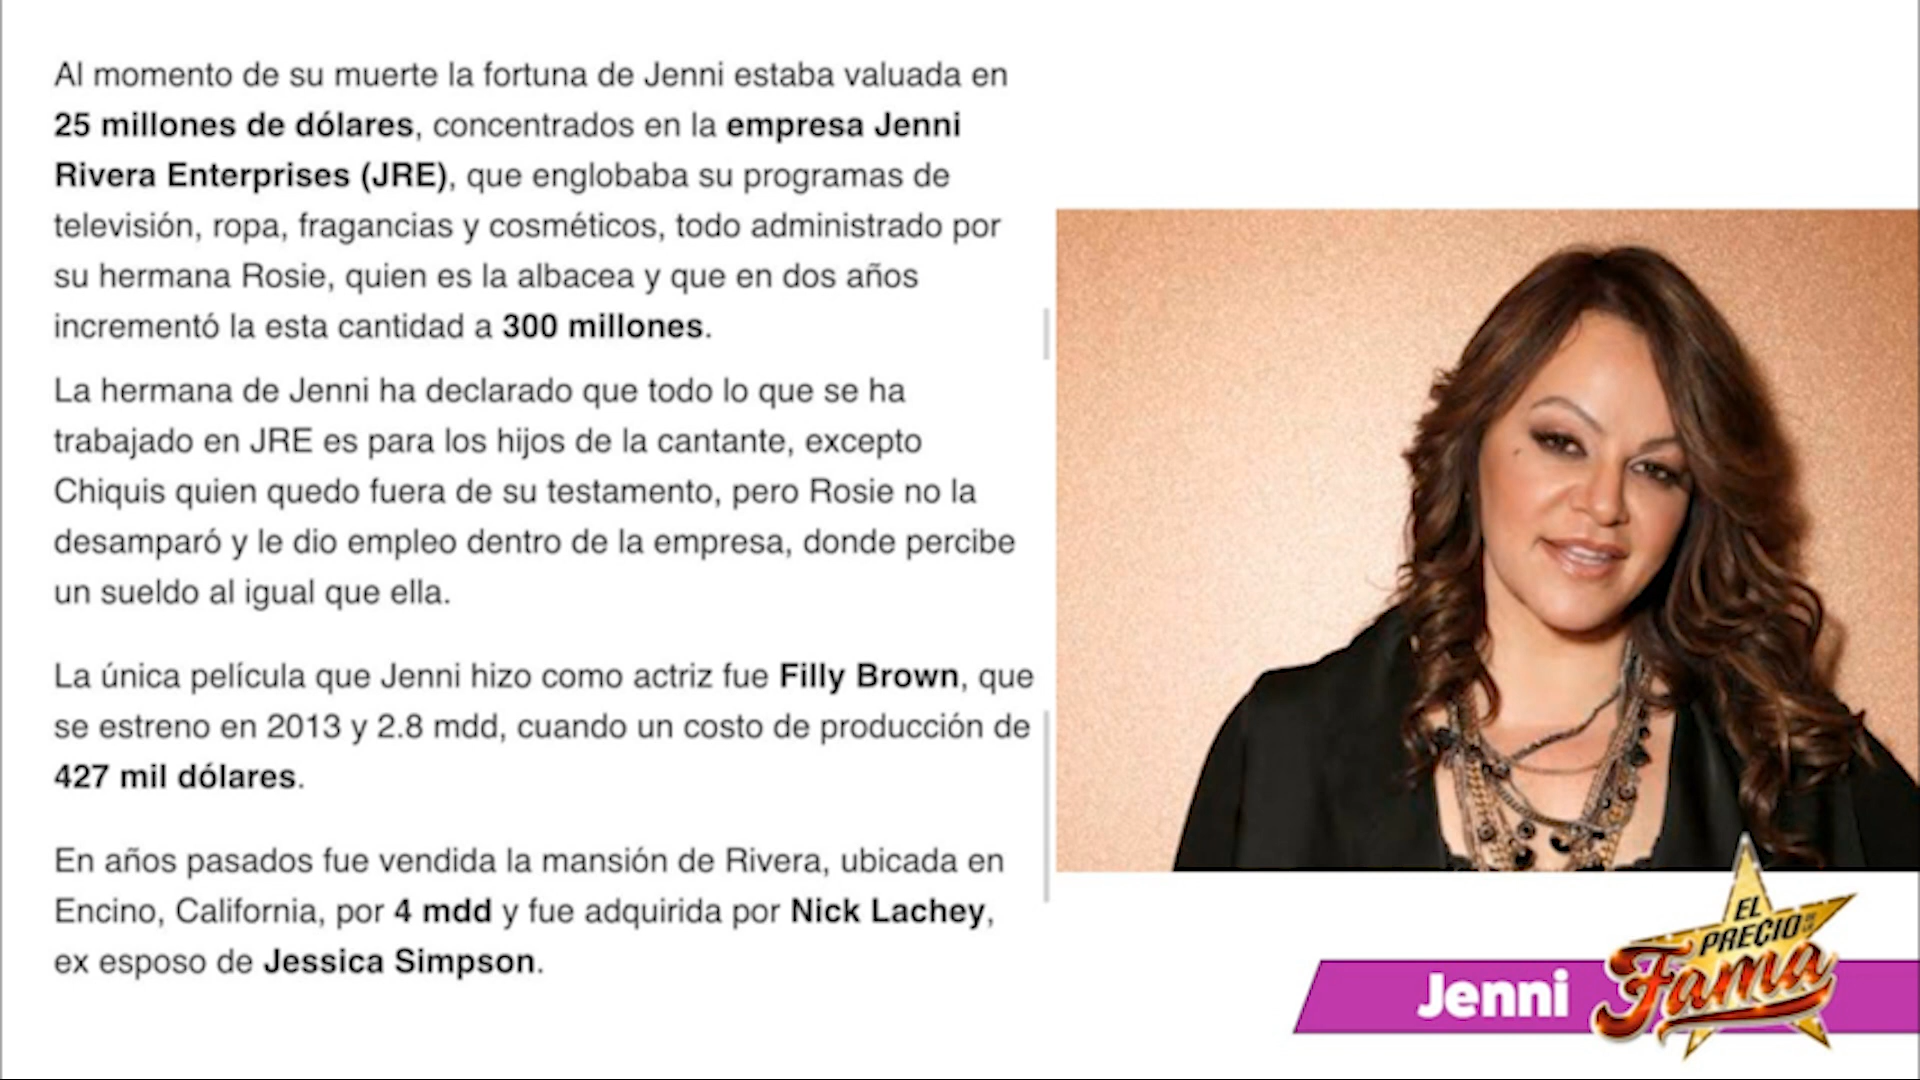 Al momento de su muerte la fortuna de Jenni estaba valuada en
25 millones de dólares, concentrados en la empresa Jenni
Rivera Enterprises (JRE), que englobaba su programas de
televisión, ropa, fragancias y cosméticos, todo administrado por
su hermana Rosie, quien es la albacea y que en dos años
incrementó la esta cantidad a 300 millones.
La hermana de Jenni ha declarado que todo lo que se ha
trabajado en JRE es para los hijos de la cantante, excepto
Chiquis quien quedo fuera de su testamento, pero Rosie no la
desamparó y le dio empleo dentro de la empresa, donde percibe
un sueldo al igual que ella.
La única película que Jenni hizo como actriz fue Filly Brown, que
se estreno en 2013 y 2.8 mdd, cuando un costo de producción de
427 mil dólares.
En años pasados fue vendida la mansión de Rivera, ubicada en
Encino, California, por 4 mdd y fue adquirida por Nick Lachey,
ex esposo de Jessica Simpson.
Jenni
EL
PRECIO DE LA
Fama